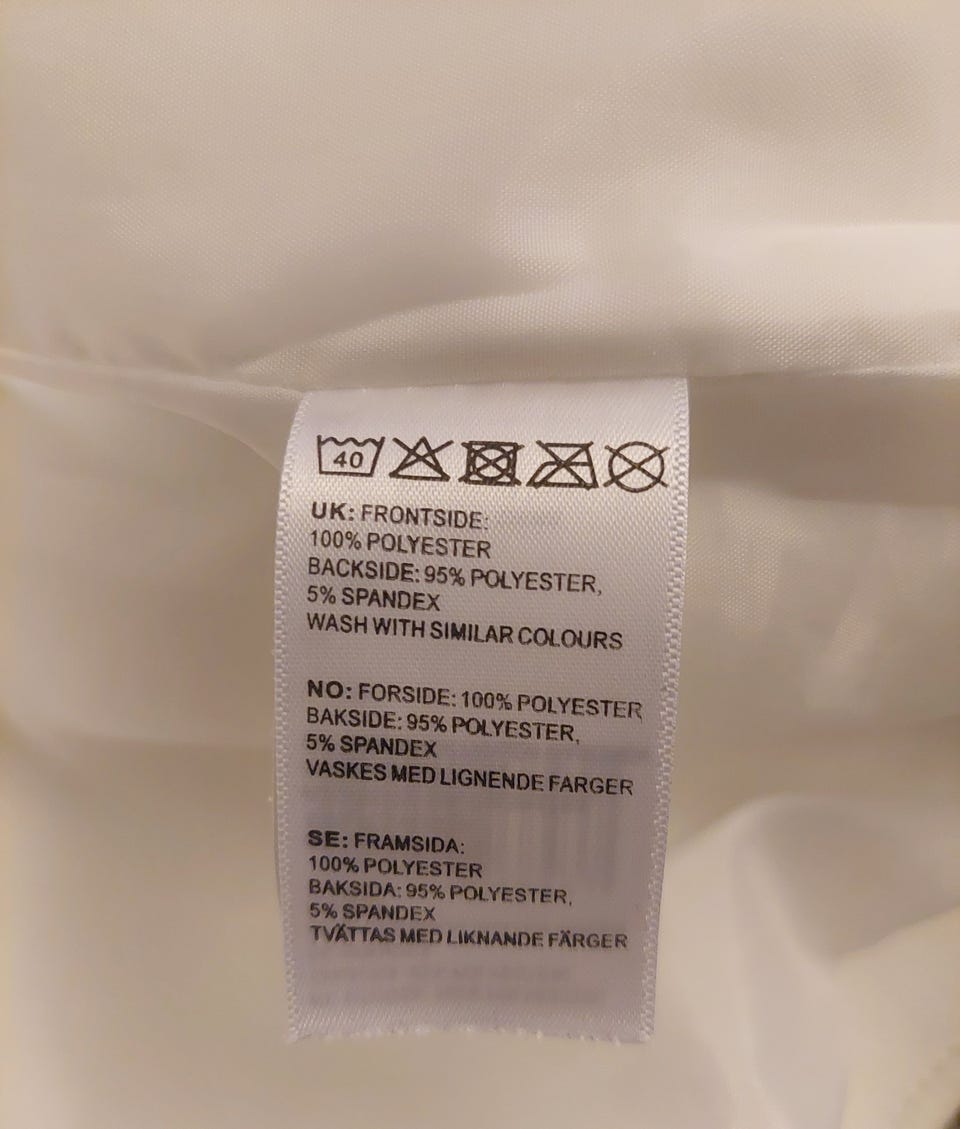 40
UK: FRONTSIDE:
100% POLYESTER
BACKSIDE: 95% POLYESTER,
5% SPANDEX
WASH WITH SIMILAR COLOURS
NO: FORSIDE: 100% POLYESTER
BAKSIDE: 95% POLYESTER,
5% SPANDEX
VASKES MED LIGNENDE FARGER
SE: FRAMSIDA:
100% POLYESTER
BAKSIDA: 95% POLYESTER,
5% SPANDEX
TVÄTTAS MED LIKNANDE FÄRGER